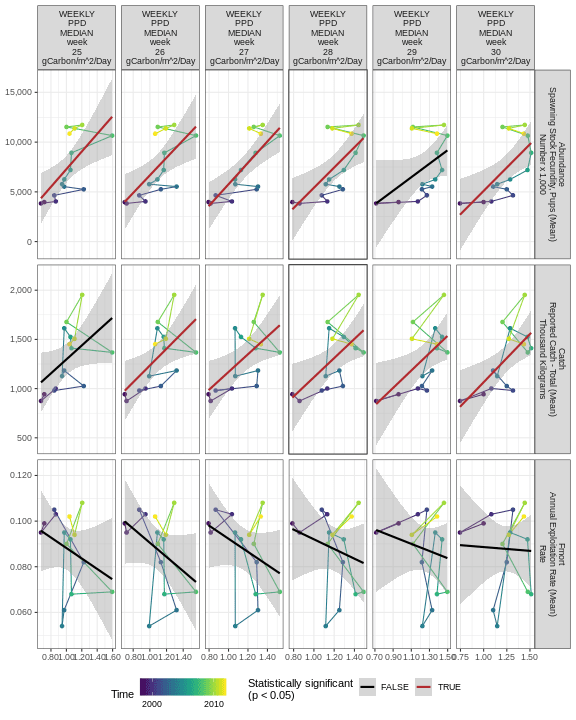 WEEKLY
PPD
MEDIAN
week
25
gCarbon/m^2/Day
WEEKLY
PPD
MEDIAN
week
26
gCarbon/m^2/Day
WEEKLY
PPD
MEDIAN
week
27
gCarbon/m^2/Day
WEEKLY
PPD
MEDIAN
week
28
gCarbon/m^2/Day
WEEKLY
PPD
MEDIAN
week
29
gCarbon/m^2/Day
WEEKLY
PPD
MEDIAN
week
30
gCarbon/m^2/Day
15,000
10,000
5,000
0
Abundance
Spawning Stock Fecundity, Pups (Mean)
Number x 1,000
2,000
1,500
1,000
500
Catch
Reported Catch - Total (Mean)
Thousand Kilograms
0.120
0.100
0.080
0.060
Fmort
Annual Exploitation Rate (Mean)
Rate
0.80 1.00 1.20 1.40 1.60
0.80 1.00 1.20 1.40
0.80 1.00 1.20 1.40
0.80 1.00 1.20 1.40
0.70 0.90 1.10 1.30 1.50
0.75 1.00 1.25 1.50
Time
2000 2010
Statistically significant
(p < 0.05)
FALSE
TRUE